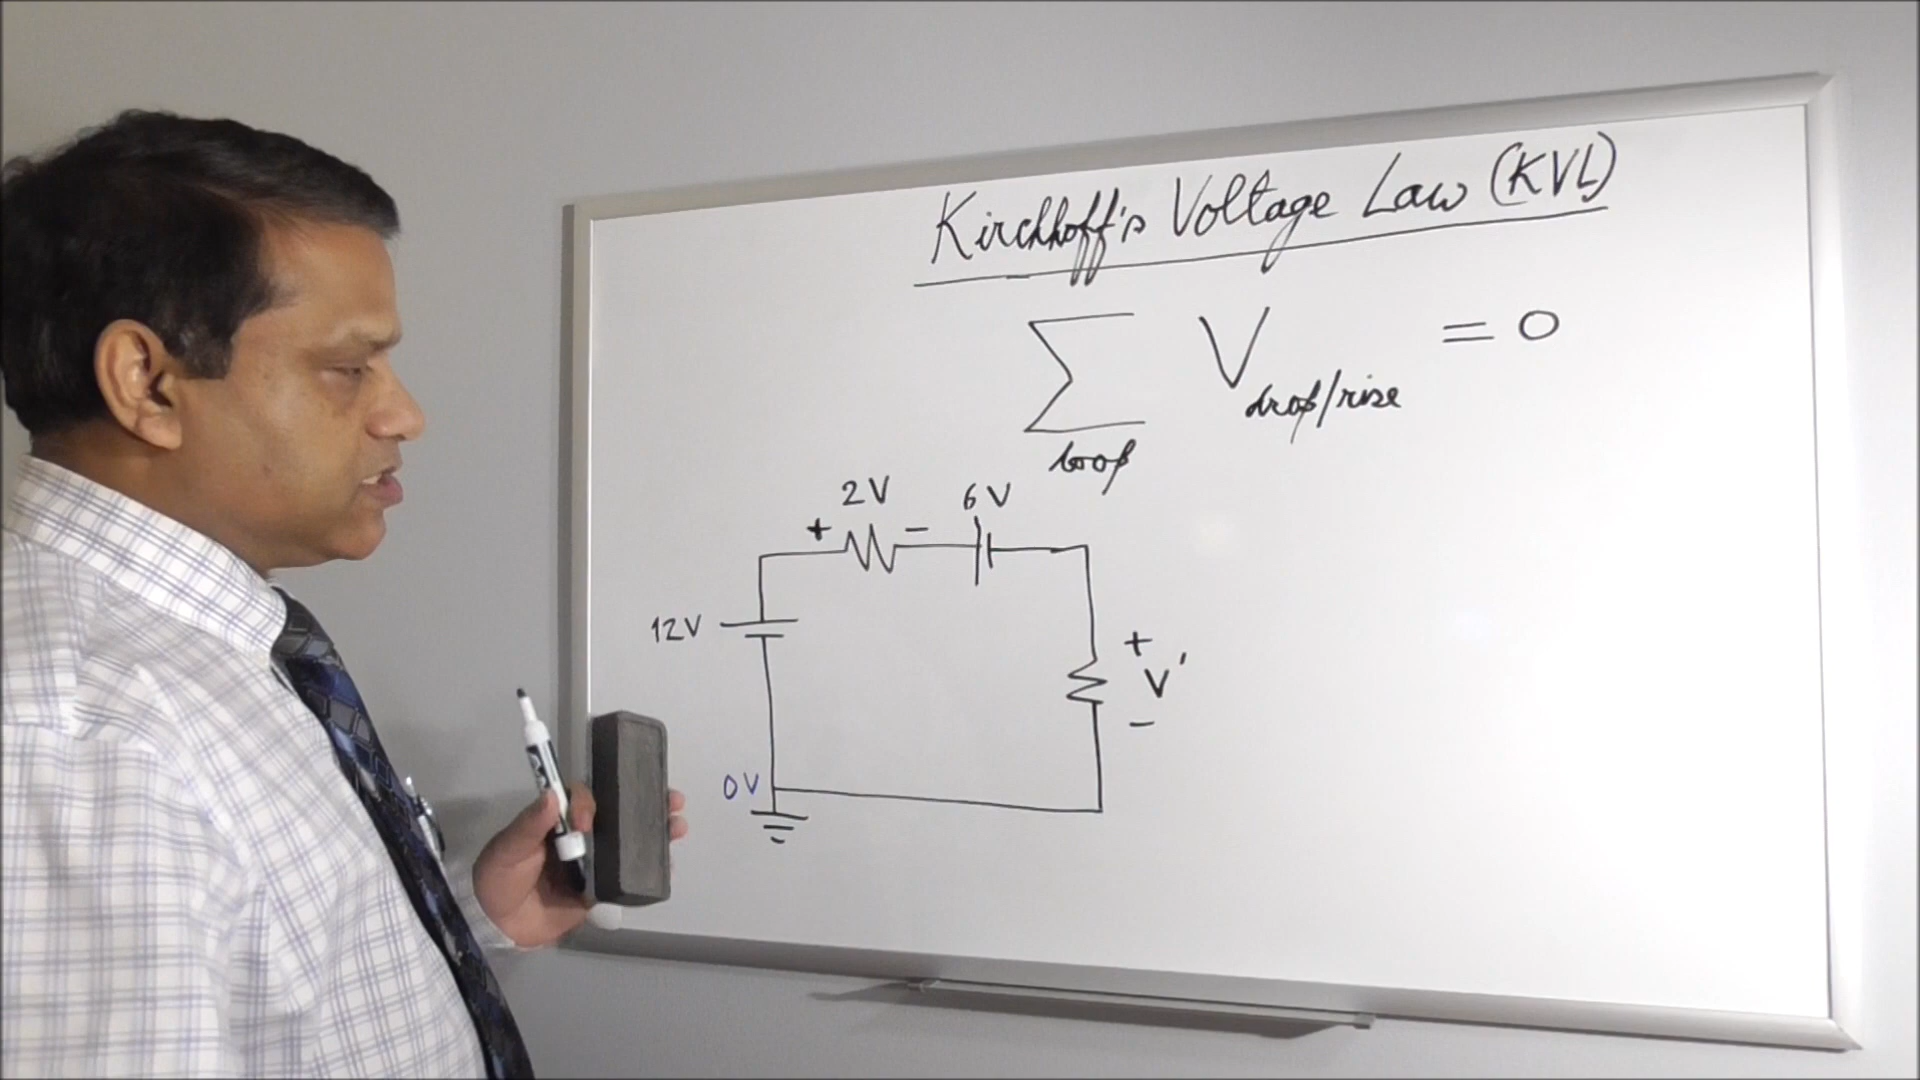 Kirchhoff's Voltage Law (KVL)
∑ V = 0
drop/rise
loop
2V 6V
+ −
12V
+
V'
−
0V